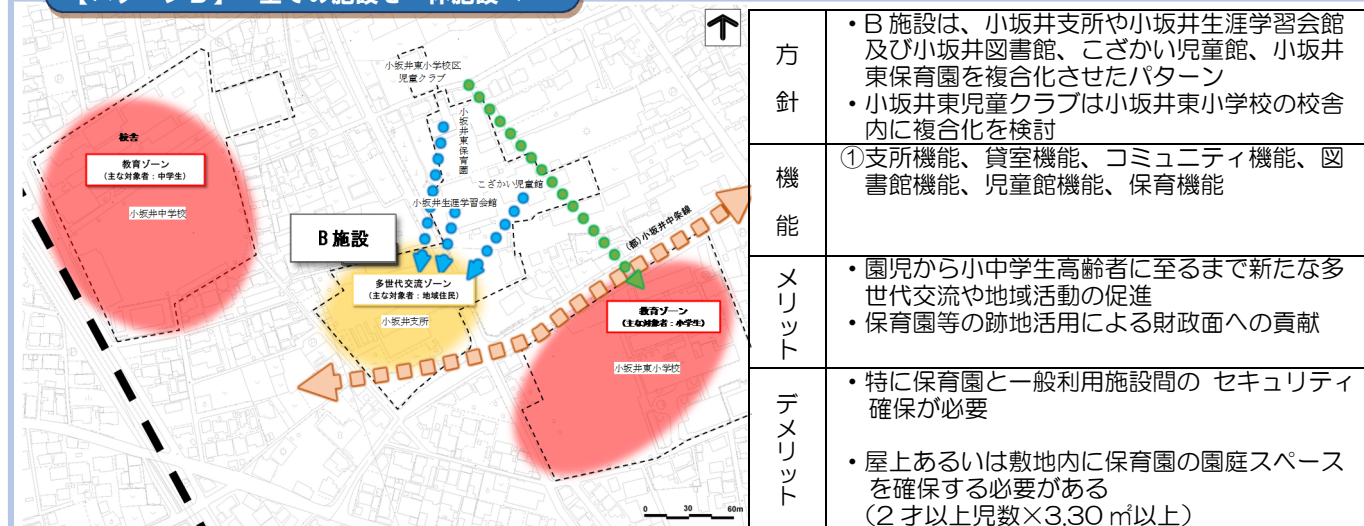 小坂井東小学校区
児童クラブ
小坂井東保育園
校舎
教育ゾーン
(主な対象者：中学生)
こざかい児童館
小坂井生涯学習会館
小坂井中学校
B 施設
(都)小坂井中条線
多世代交流ゾーン
(主な対象者：地域住民)
小坂井支所
教育ゾーン
(主な対象者：小学生)
小坂井東小学校
0 30 60m
方針
・B 施設は、小坂井支所や小坂井生涯学習会館
及び小坂井図書館、こざかい児童館、小坂井
東保育園を複合化させたパターン
・小坂井東児童クラブは小坂井東小学校の校舎
内に複合化を検討
機能
①支所機能、貸室機能、コミュニティ機能、図
書館機能、児童館機能、保育機能
メリット
・園児から小中学生高齢者に至るまで新たな多
世代交流や地域活動の促進
・保育園等の跡地活用による財政面への貢献
デメリット
・特に保育園と一般利用施設間の セキュリティ
確保が必要
・屋上あるいは敷地内に保育園の園庭スペース
を確保する必要がある
（2 才以上児数×3.30 ㎡以上）